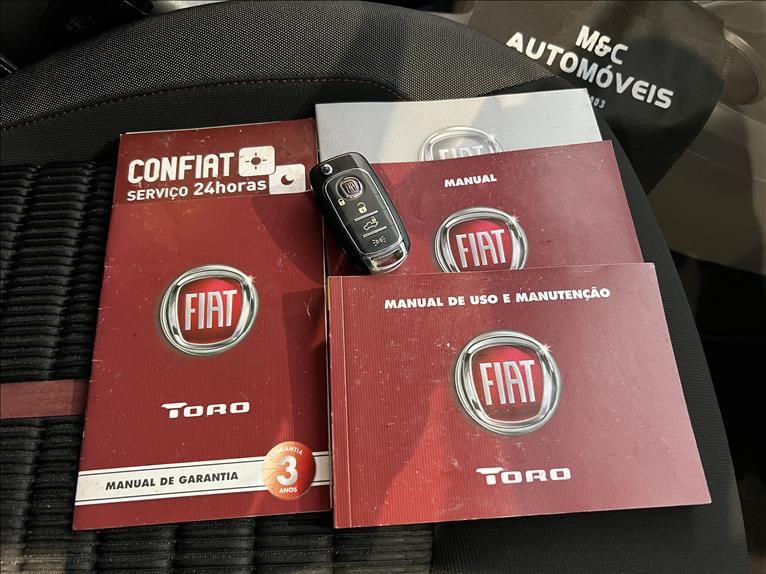 M&C
AUTOMÓVEIS
CONFIAT
SERVIÇO 24horas
FIAT
TORO
MANUAL DE GARANTIA
GARANTIA
3
ANOS
FIAT
MANUAL
FIAT
FIAT
MANUAL DE USO E MANUTENÇÃO
FIAT
TORO